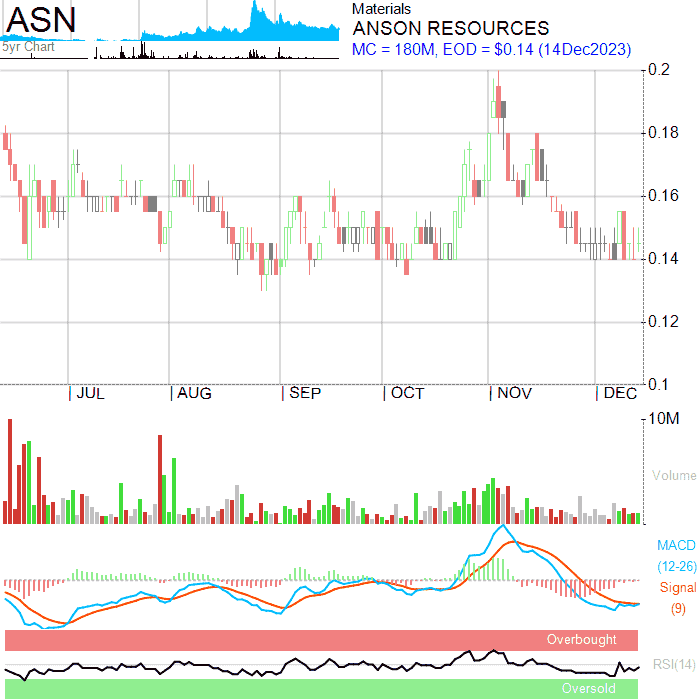 ASN
5yr Chart
Materials
ANSON RESOURCES
MC = 180M, EOD = $0.14 (14Dec2023)
0.2
0.18
0.16
0.14
0.12
0.1
JUL AUG SEP OCT NOV DEC
10M
Volume
MACD
(12-26)
Signal
(9)
Overbought
RSI(14)
Oversold